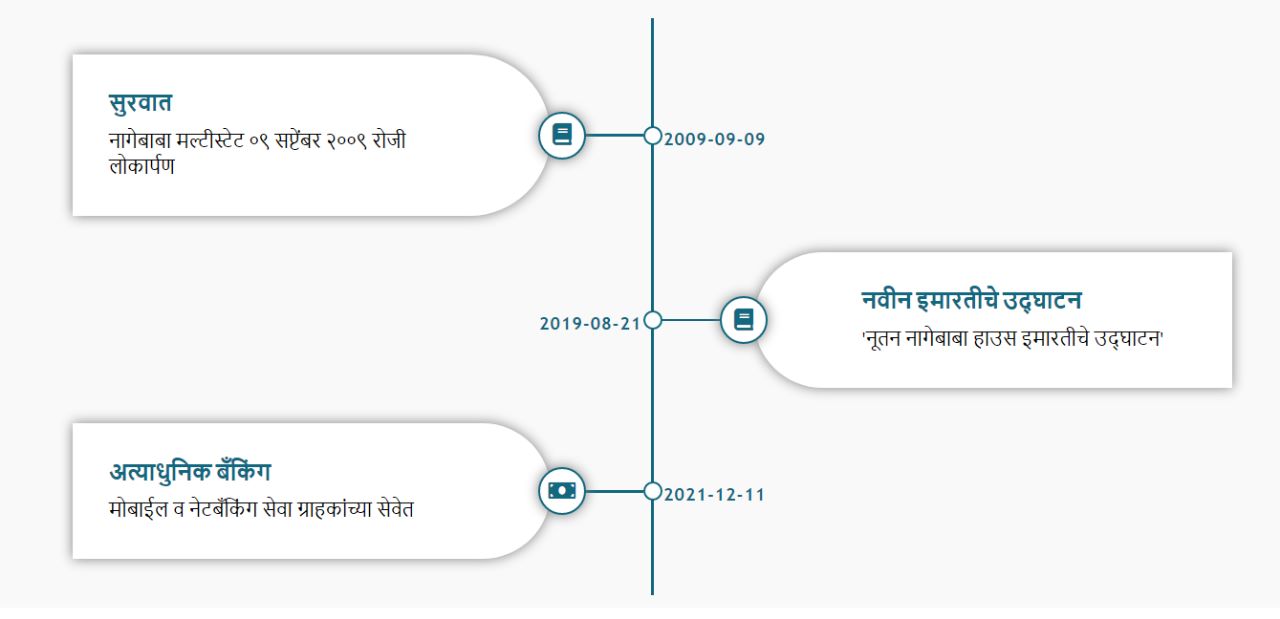 सुरवात
नागेबाबा मल्टीस्टेट ०९ सप्टेंबर २००९ रोजी
लोकार्पण
2009-09-09
नवीन इमारतीचे उद्‌घाटन
'नूतन नागेबाबा हाउस इमारतीचे उद्‌घाटन'
2019-08-21
अत्याधुनिक बँकिंग
मोबाईल व नेटबँकिंग सेवा ग्राहकांच्या सेवेत
2021-12-11